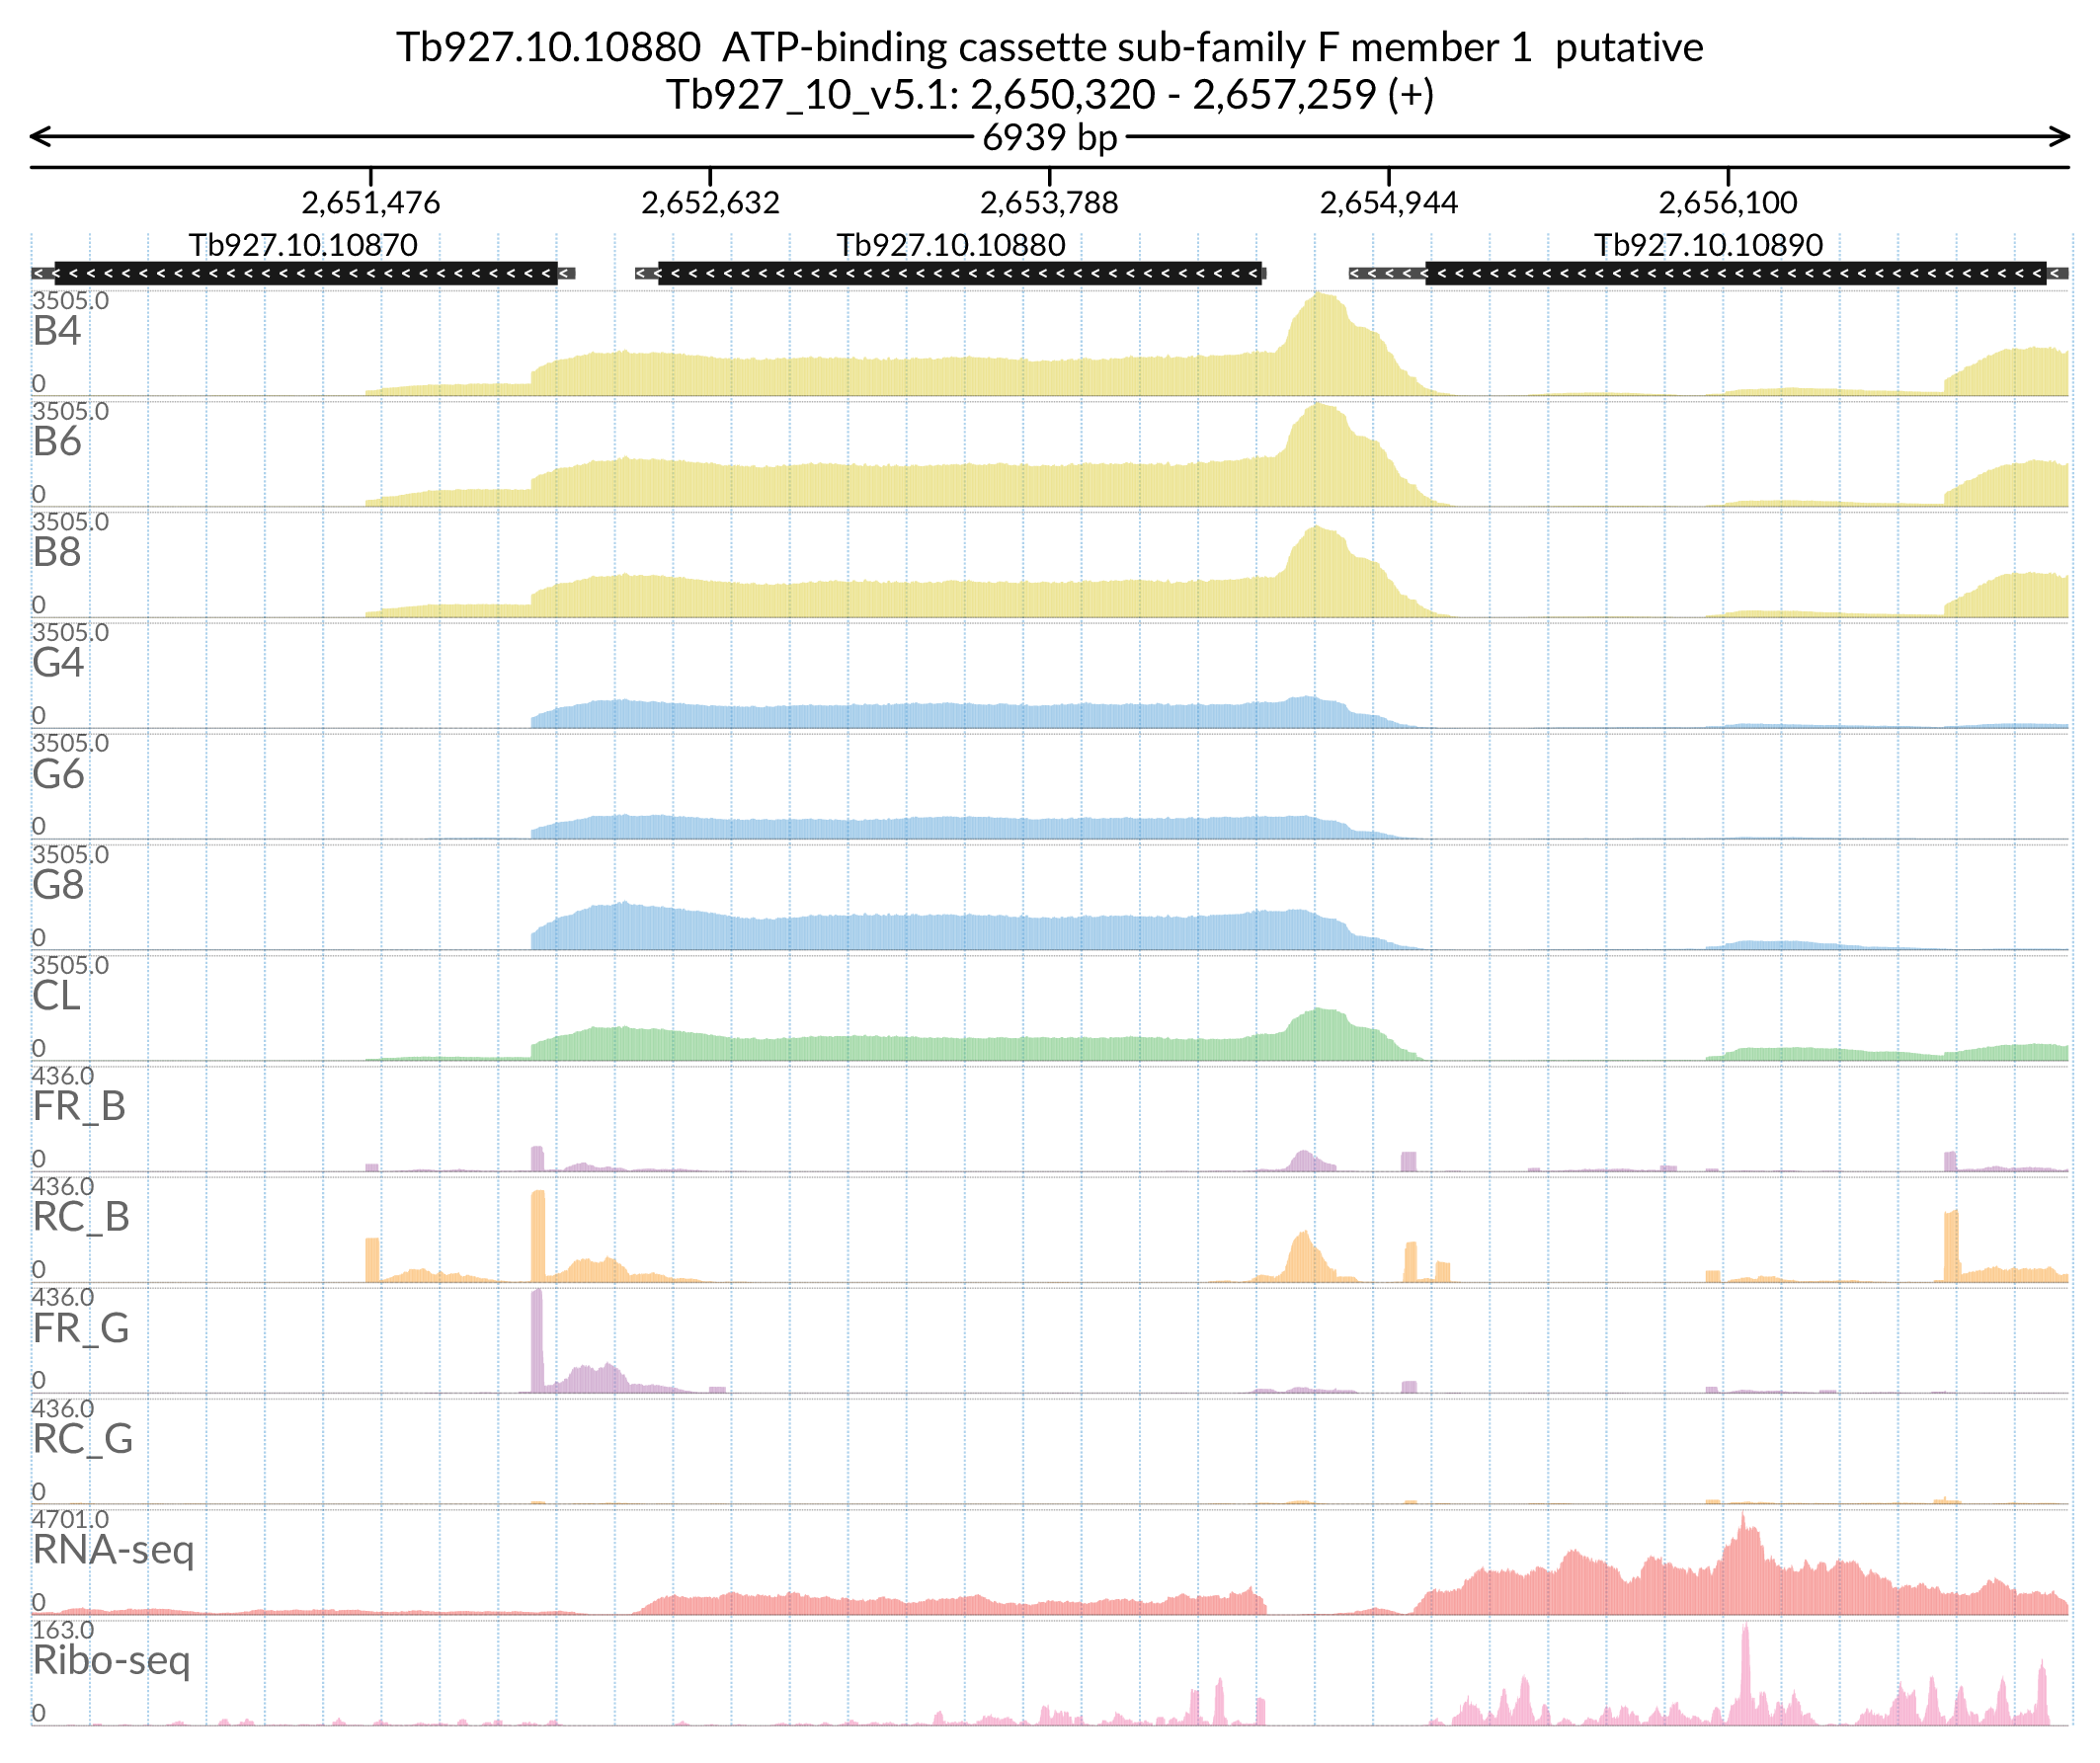 Tb927.10.10880  ATP-binding cassette sub-family F member 1  putative
Tb927_10_v5.1: 2,650,320 - 2,657,259 (+)
6939 bp
2,651,476 2,652,632 2,653,788 2,654,944 2,656,100
Tb927.10.10870 Tb927.10.10880 Tb927.10.10890
3505.0
B4
0
3505.0
B6
0
3505.0
B8
0
3505.0
G4
0
3505.0
G6
0
3505.0
G8
0
3505.0
CL
0
436.0
FR_B
0
436.0
RC_B
0
436.0
FR_G
0
436.0
RC_G
0
4701.0
RNA-seq
0
163.0
Ribo-seq
0